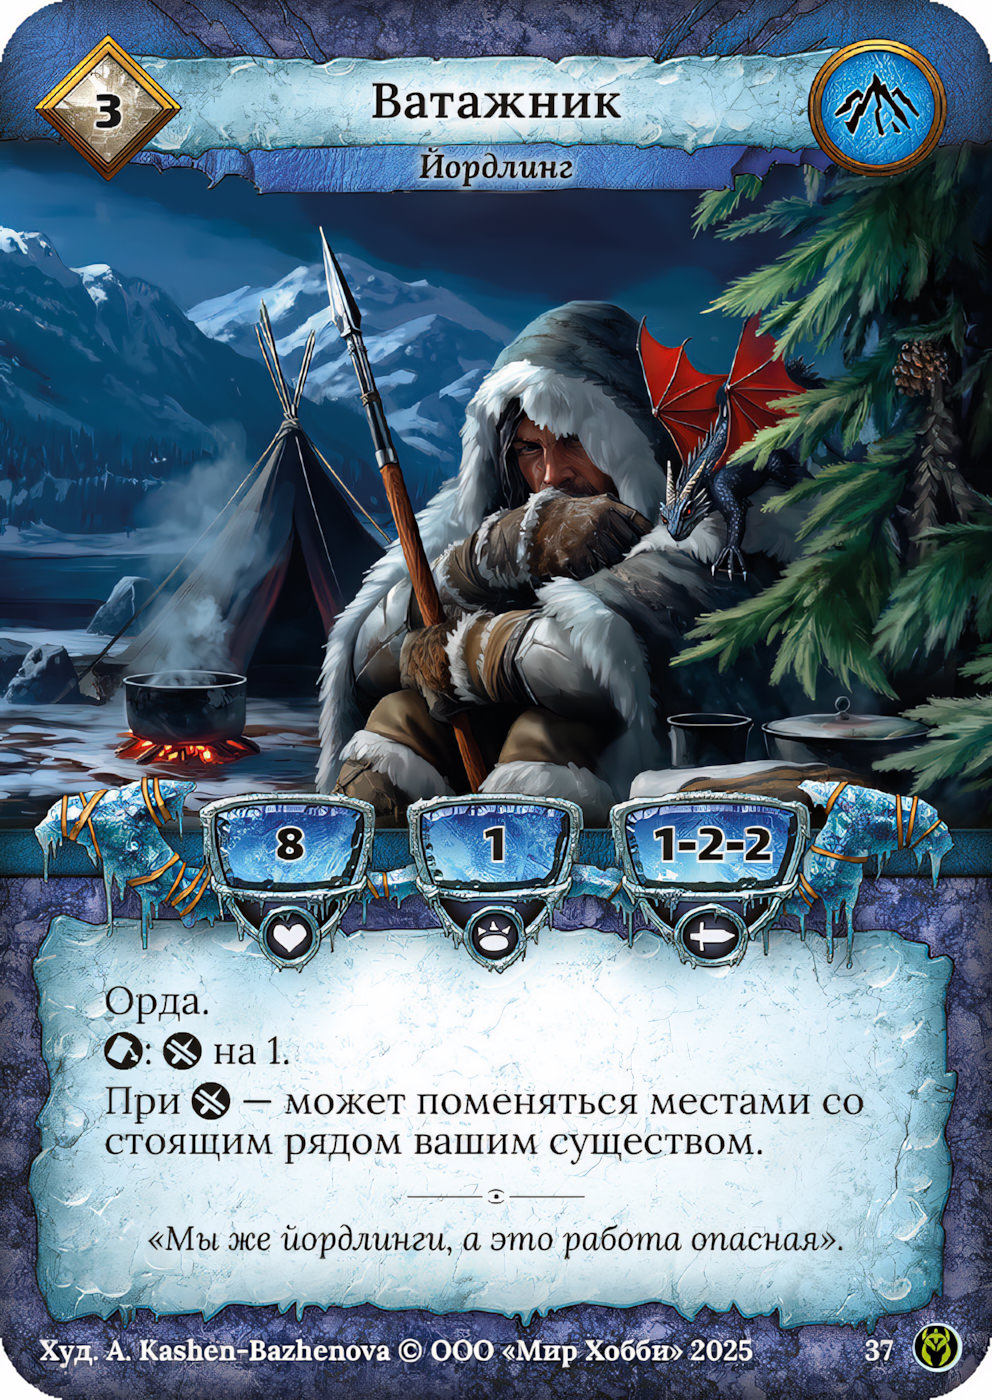 3
Ватажник
Йордлинг
8
1
1-2-2
Орда.
: на 1.
При — может поменяться местами со
стоящим рядом вашим существом.
«Мы же йордлинги, а это работа опасная».
Худ. А. Kashen-Bazhenova © ООО «Мир Хобби» 2025
37